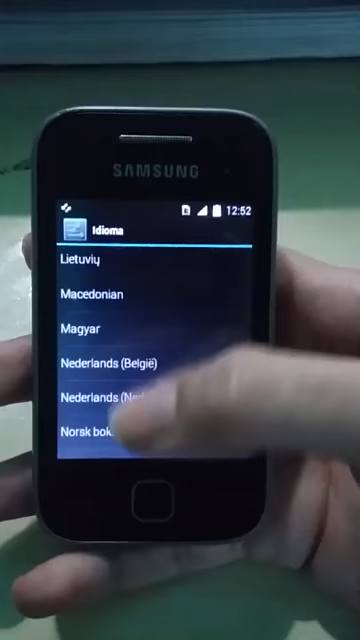 SAMSUNG
12:52
Idioma
Lietuvių
Macedonian
Magyar
Nederlands (België)
Nederlands
Norsk